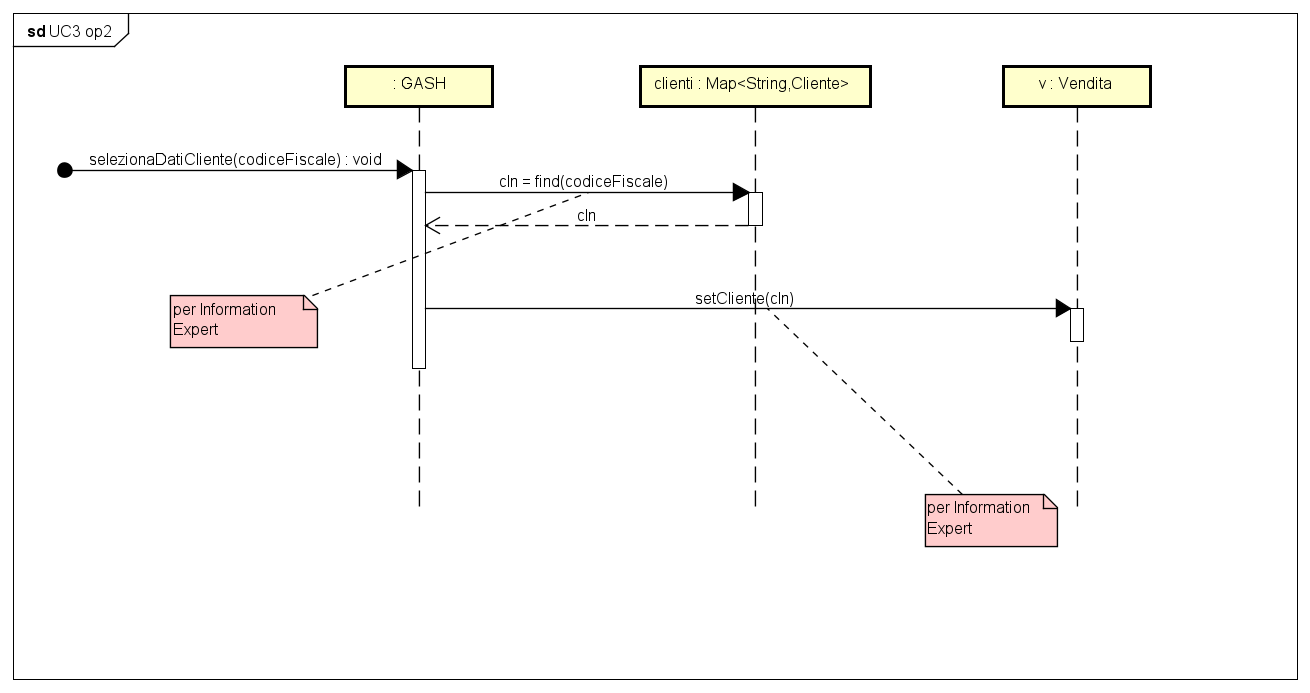 sd UC3 op2
: GASH
clienti : Map<String,Cliente>
v : Vendita
selezionaDatiCliente(codiceFiscale) : void
cln = find(codiceFiscale)
cln
per Information
Expert
setCliente(cln)
per Information
Expert